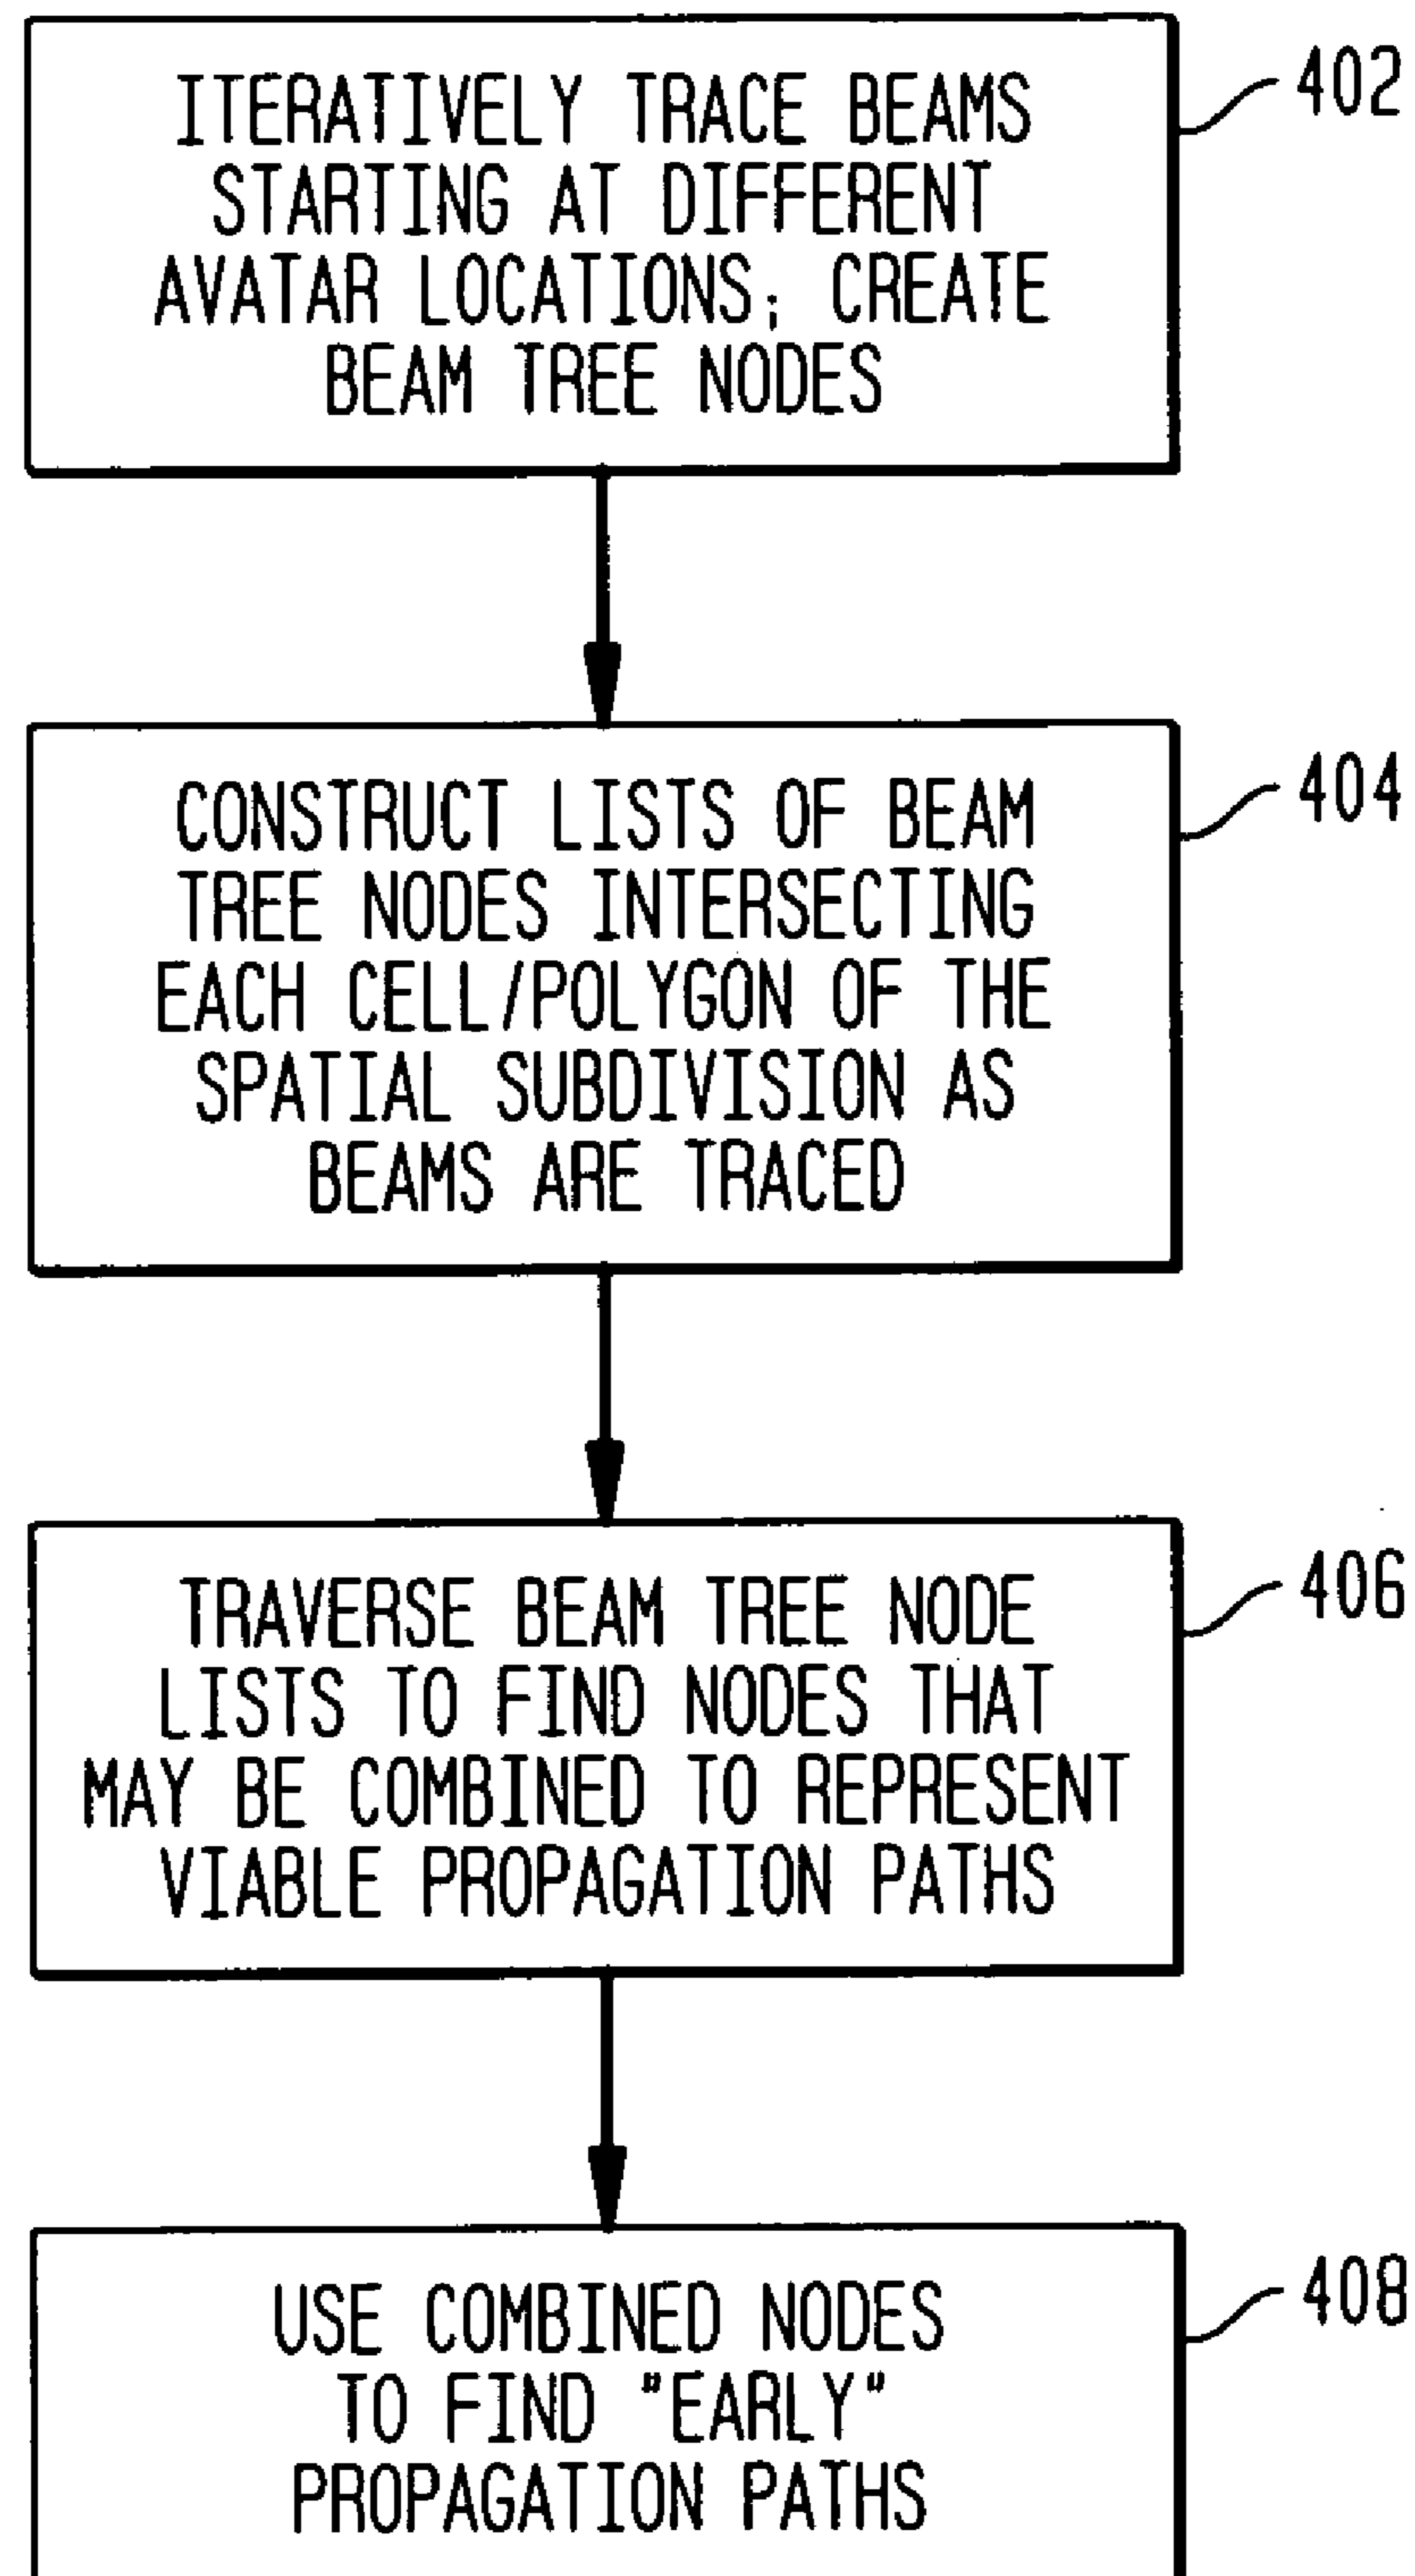 ITERATIVELY TRACE BEAMS
STARTING AT DIFFERENT
AVATAR LOCATIONS; CREATE
BEAM TREE NODES
402
CONSTRUCT LISTS OF BEAM
TREE NODES INTERSECTING
EACH CELL/POLYGON OF THE
SPATIAL SUBDIVISION AS
BEAMS ARE TRACED
404
TRAVERSE BEAM TREE NODE
LISTS TO FIND NODES THAT
MAY BE COMBINED TO REPRESENT
VIABLE PROPAGATION PATHS
406
USE COMBINED NODES
TO FIND "EARLY"
PROPAGATION PATHS
408